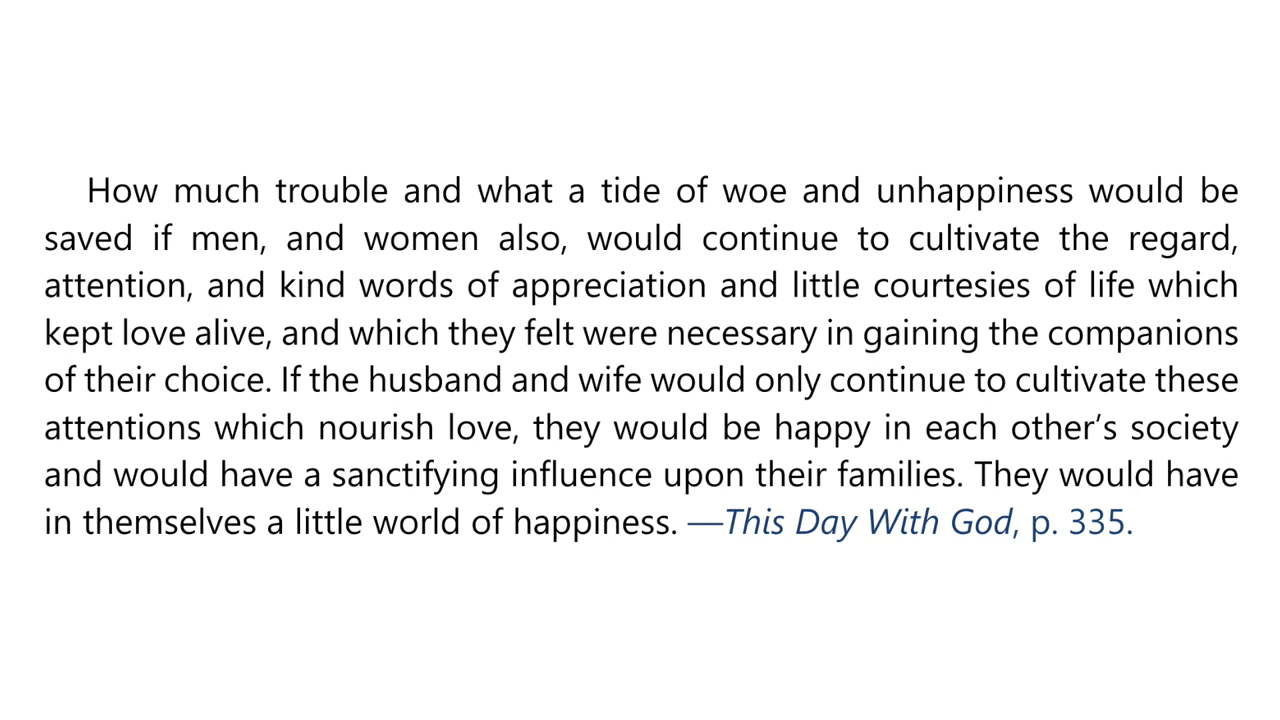 How much trouble and what a tide of woe and unhappiness would be
saved if men, and women also, would continue to cultivate the regard,
attention, and kind words of appreciation and little courtesies of life which
kept love alive, and which they felt were necessary in gaining the companions
of their choice. If the husband and wife would only continue to cultivate these
attentions which nourish love, they would be happy in each other’s society
and would have a sanctifying influence upon their families. They would have
in themselves a little world of happiness. —This Day With God, p. 335.